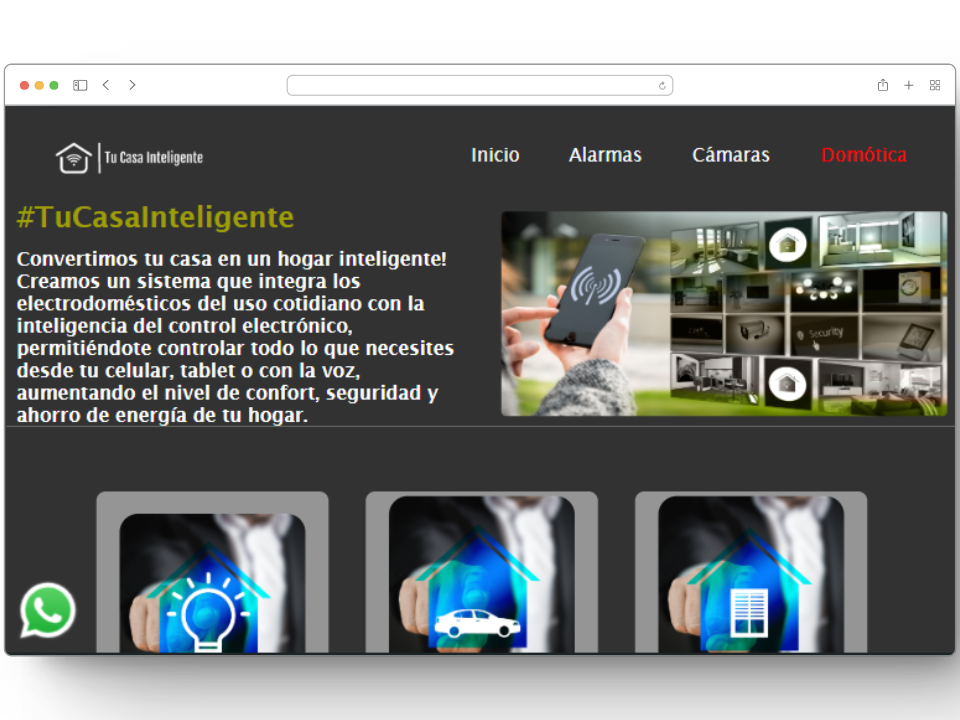 Tu Casa Inteligente
Inicio
Alarmas
Cámaras
Domótica
#TuCasaInteligente
Convertimos tu casa en un hogar inteligente!
Creamos un sistema que integra los
electrodomésticos del uso cotidiano con la
inteligencia del control electrónico,
permitiéndote controlar todo lo que necesites
desde tu celular, tablet o con la voz,
aumentando el nivel de confort, seguridad y
ahorro de energía de tu hogar.
Security